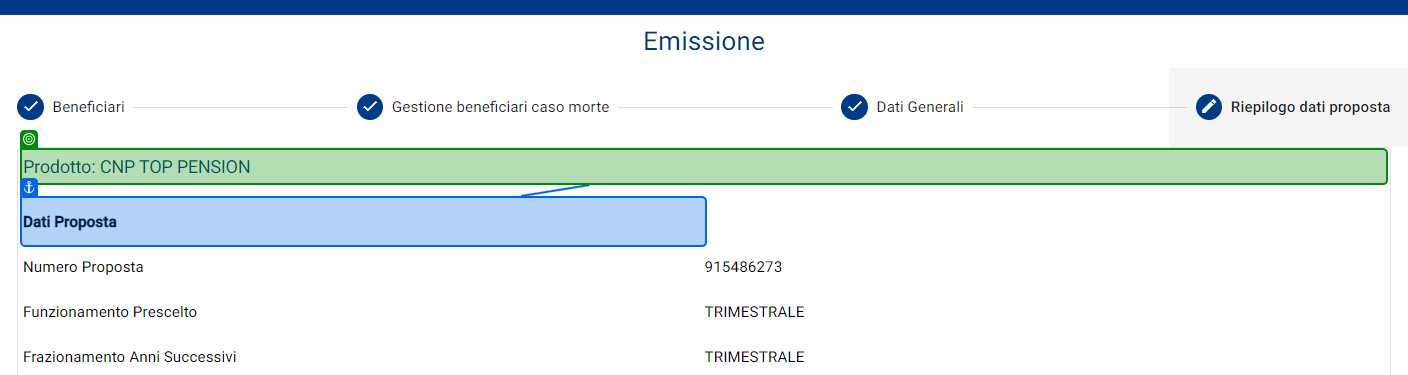 Emissione
Beneficiari
Gestione beneficiari caso morte
Dati Generali
Riepilogo dati proposta
Prodotto: CNP TOP PENSION
Dati Proposta
Numero Proposta 915486273
Funzionamento Prescelto TRIMESTRALE
Frazionamento Anni Successivi TRIMESTRALE